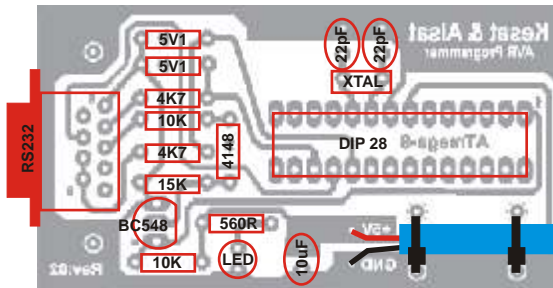 Kesat & Alsat
AVR Programmer
22pF
22pF
5V1
5V1
XTAL
4K7
10K
RS232
4148
DIP 28
ATmega-8
4K7
15K
BC548
560R
+5V
10K
LED
10uF
GND
Rev:02